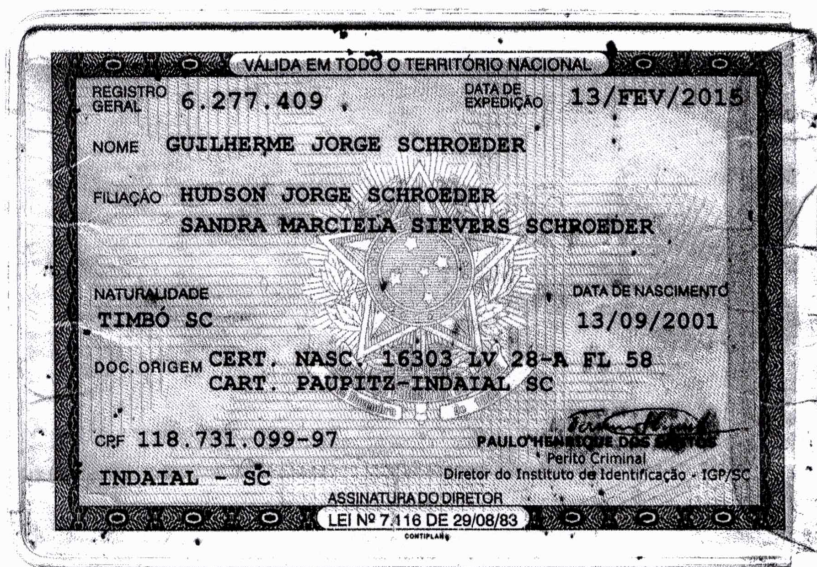 VÁLIDA EM TODO O TERRITÓRIO NACIONAL
REGISTRO GERAL 6.277.409 DATA DE EXPEDIÇÃO 13/FEV/2015
NOME GUILHERME JORGE SCHROEDER
FILIAÇÃO HUDSON JORGE SCHROEDER
SANDRA MARCIELA SIEVERS SCHROEDER
NATURALIDADE DATA DE NASCIMENTO
TIMBÓ SC 13/09/2001
DOC. ORIGEM CERT. NASC. 16303 LV 28-A FL 58
CART. PAUPITZ-INDAIAL SC
CPF 118.731.099-97 PAULO HENRIQUE DOS SANTOS
Perito Criminal
INDAIAL - SC Diretor do Instituto de Identificação - IGP/SC
ASSINATURA DO DIRETOR
LEI Nº 7.116 DE 29/08/83
CONTIPLAN